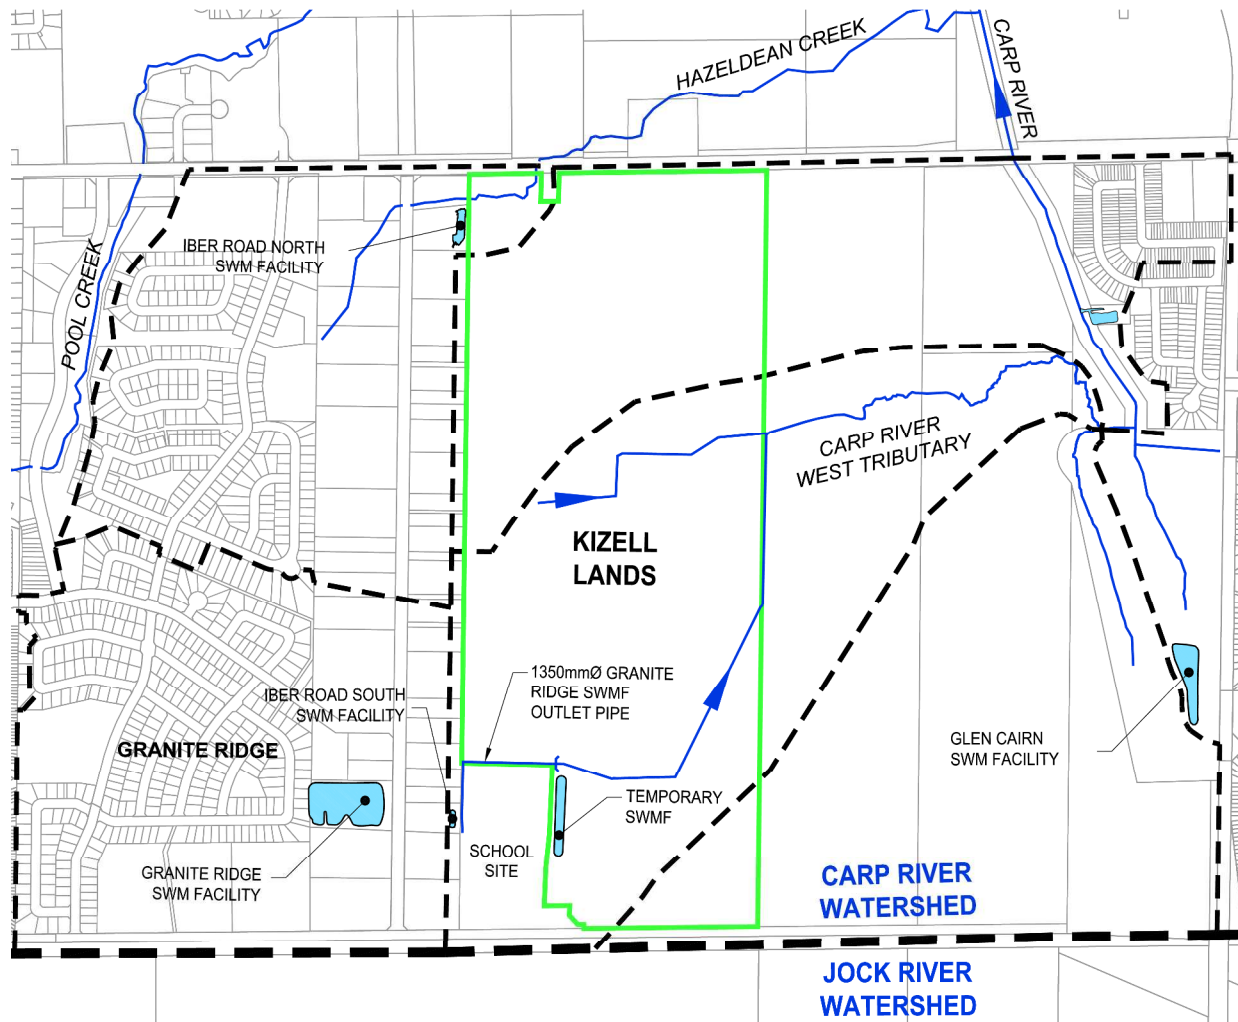 HAZELDEAN CREEK
CARP RIVER
IBER ROAD NORTH
SWM FACILITY
POOL CREEK
CARP RIVER
WEST TRIBUTARY
KIZELL
LANDS
1350mmØ GRANITE
RIDGE SWMF
OUTLET PIPE
IBER ROAD SOUTH
SWM FACILITY
GRANITE RIDGE
GLEN CAIRN
SWM FACILITY
TEMPORARY
SWMF
SCHOOL
SITE
GRANITE RIDGE
SWM FACILITY
CARP RIVER
WATERSHED
JOCK RIVER
WATERSHED